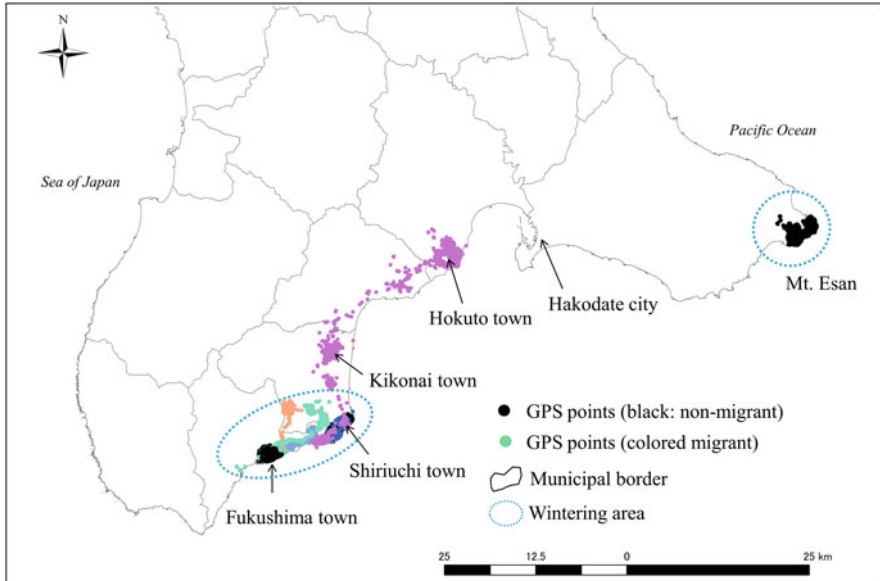 N
Pacific Ocean
Sea of Japan
Mt. Esan
Hakodate city
Hokuto town
Kikonai town
GPS points (black: non-migrant)
GPS points (colored migrant)
Shiriuchi town
Municipal border
Fukushima town
Wintering area
25 12.5 0 25 km